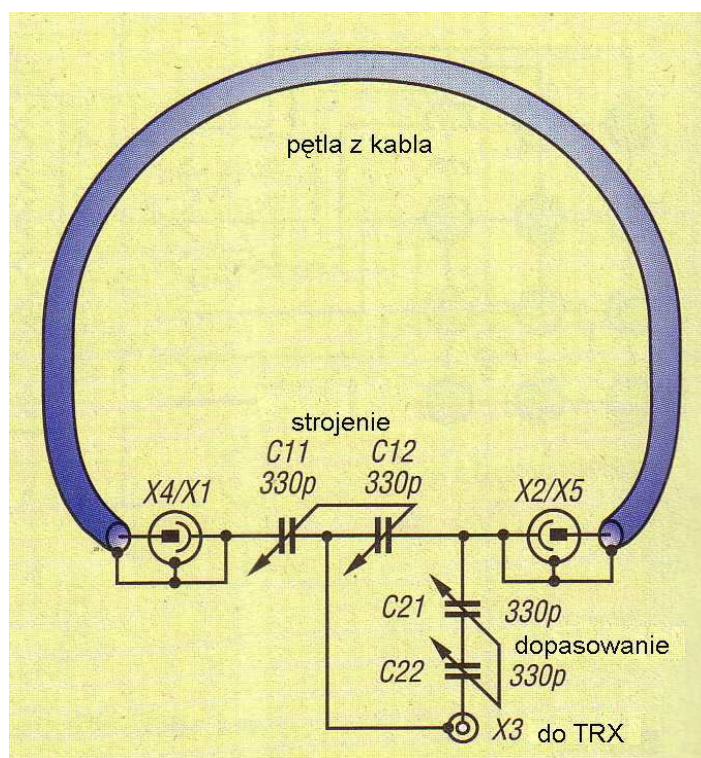 pętla z kabla
strojenie
C11 C12
330p 330p
X4/X1
X2/X5
C21 330p
dopasowanie
C22 330p
X3 do TRX